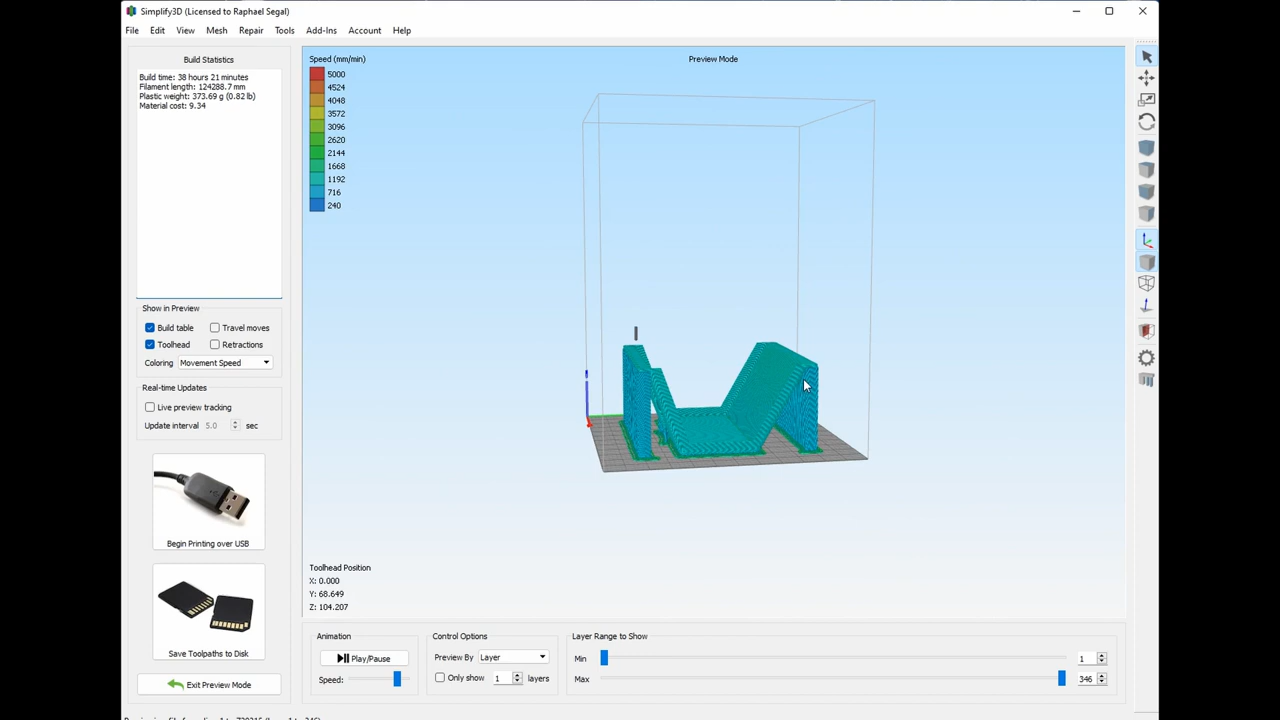 Simplify3D (Licensed to Raphael Segal)
File Edit View Mesh Repair Tools Add-Ins Account Help
Build Statistics
Build time: 38 hours 21 minutes
Filament length: 124288.7 mm
Plastic weight: 373.69 g (0.82 lb)
Material cost: 9.34
Show in Preview
Build table Travel moves
Toolhead Retractions
Coloring Movement Speed
Real-time Updates
Live preview tracking
Update interval 5.0 sec
Begin Printing over USB
Save Toolpaths to Disk
Exit Preview Mode
Speed (mm/min)
5000
4524
4048
3572
3096
2620
2144
1668
1192
716
240
Preview Mode
Toolhead Position
X: 0.000
Y: 68.649
Z: 104.207
Animation
Play/Pause
Speed:
Control Options
Preview By Layer
Only show 1 layers
Layer Range to Show
Min 1
Max 346